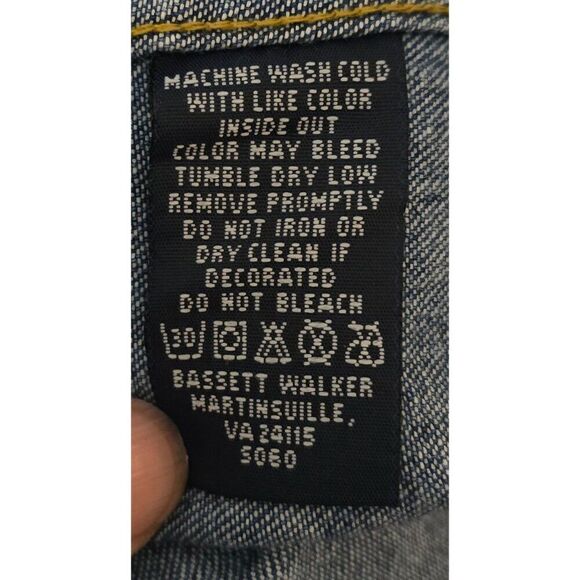 MACHINE WASH COLD
WITH LIKE COLOR
INSIDE OUT
COLOR MAY BLEED
TUMBLE DRY LOW
REMOVE PROMPTLY
DO NOT IRON OR
DRY CLEAN IF
DECORATED
DO NOT BLEACH
30
BASSETT WALKER
MARTINSVILLE,
VA 24115
3060